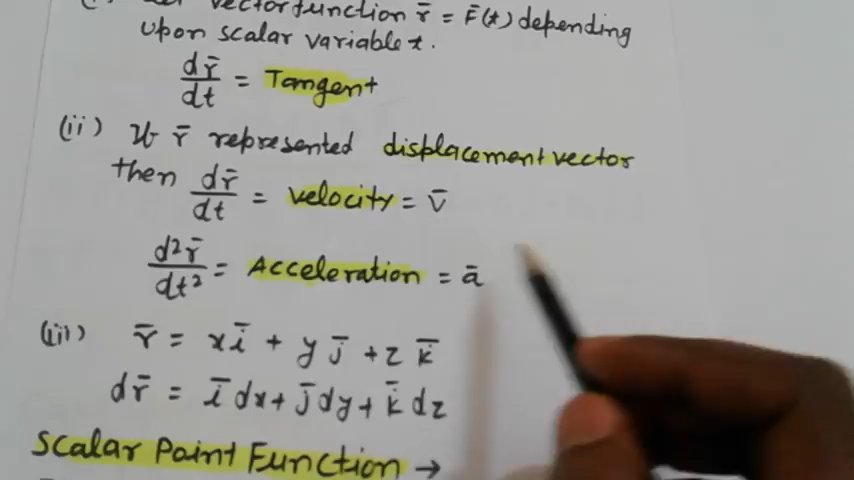 vector function r̄ = F̄(t) depending
upon scalar variable t.
dr̄/dt = Tangent
(ii) If r̄ represented displacement vector
then dr̄/dt = velocity = v̄
d²r̄/dt² = Acceleration = ā
(iii) r̄ = xī + yj̄ + zk̄
dr̄ = ī dx + j̄ dy + k̄ dz
Scalar Point Function →